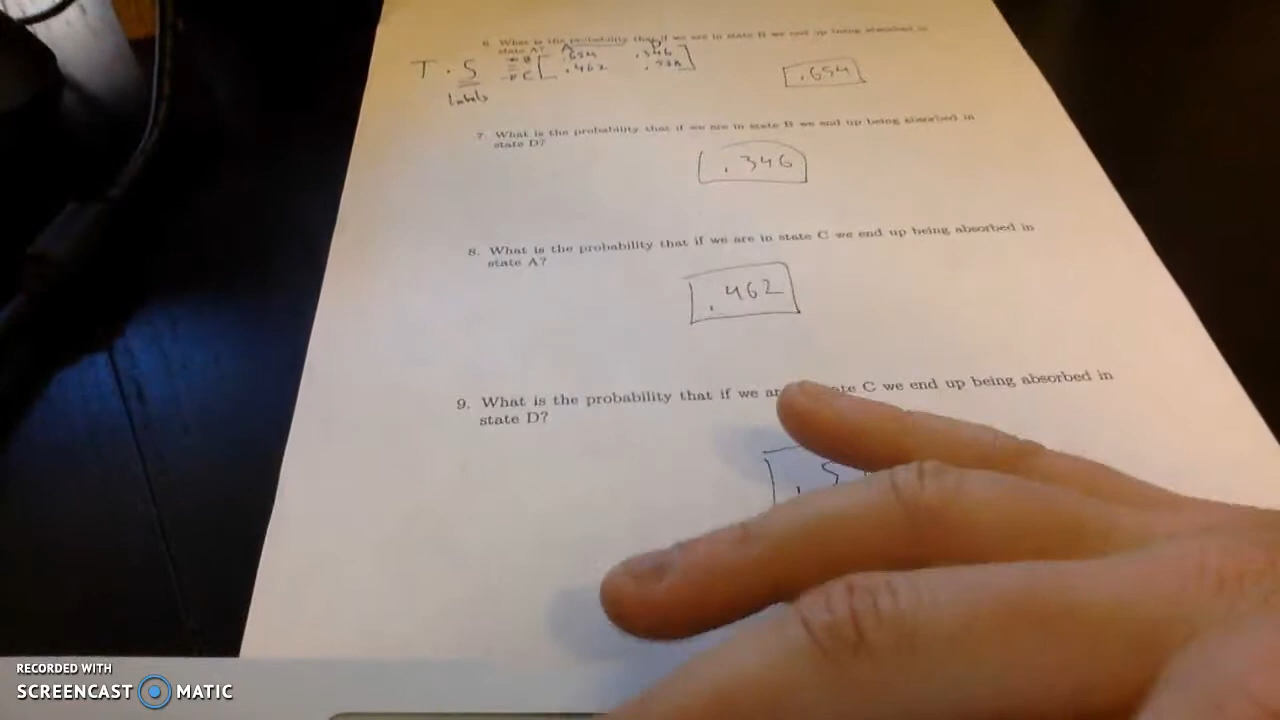 6. What is the probability that if we are in state B we end up being absorbed in
state A?
A D
T . S → B [ .654 .346 ]
→ C .462 .538
labels
.654
7. What is the probability that if we are in state B we end up being absorbed in
state D?
.346
8. What is the probability that if we are in state C we end up being absorbed in
state A?
.462
9. What is the probability that if we are ate C we end up being absorbed in
state D?
.5
RECORDED WITH
SCREENCAST MATIC